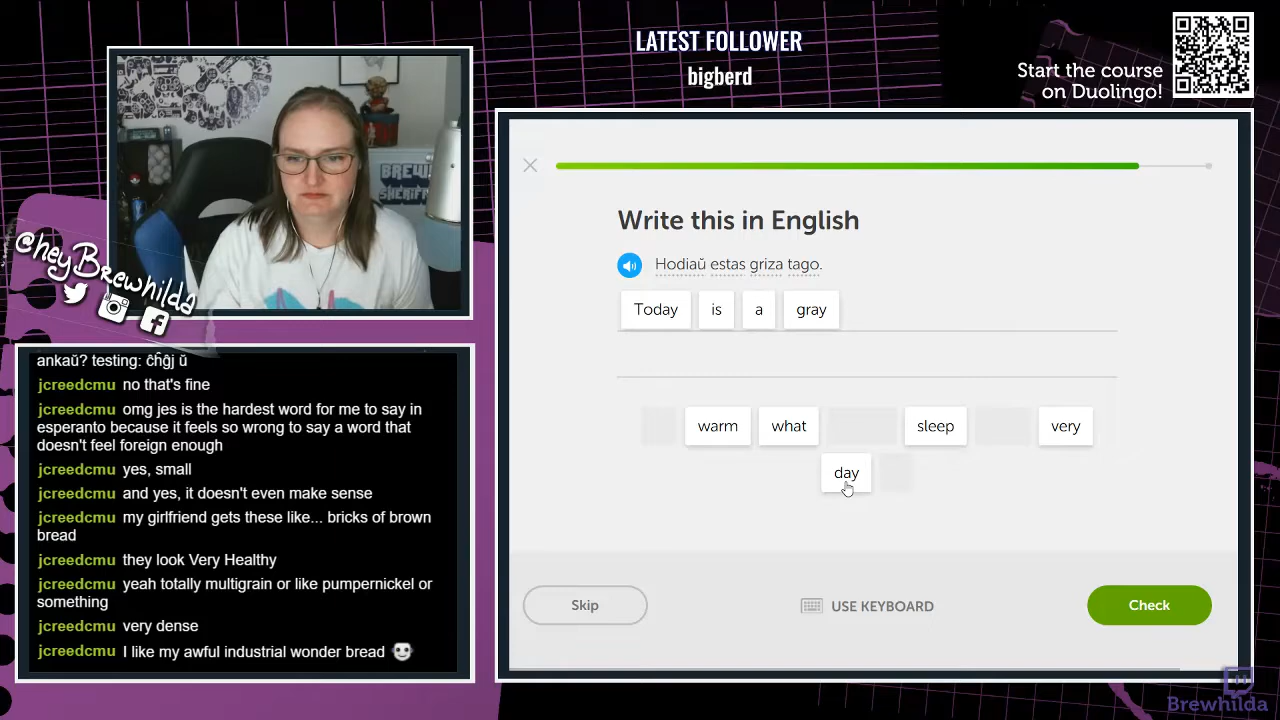 LATEST FOLLOWER
bigberd
Start the course
on Duolingo!
BREW
SHERIFF
@heyBrewhilda
Write this in English
Hodiaŭ estas griza tago.
Today is a gray
warm what sleep very
day
Skip
USE KEYBOARD
Check
ankaŭ? testing: ĉĥĝj ŭ
jcreedcmu no that's fine
jcreedcmu omg jes is the hardest word for me to say in
esperanto because it feels so wrong to say a word that
doesn't feel foreign enough
jcreedcmu yes, small
jcreedcmu and yes, it doesn't even make sense
jcreedcmu my girlfriend gets these like... bricks of brown
bread
jcreedcmu they look Very Healthy
jcreedcmu yeah totally multigrain or like pumpernickel or
something
jcreedcmu very dense
jcreedcmu I like my awful industrial wonder bread
Brewhilda